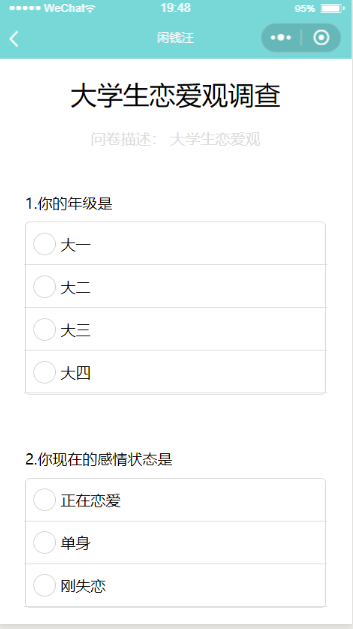 WeChat 19:48 95%
闲钱汪
大学生恋爱观调查
问卷描述： 大学生恋爱观
1.你的年级是
大一
大二
大三
大四
2.你现在的感情状态是
正在恋爱
单身
刚失恋